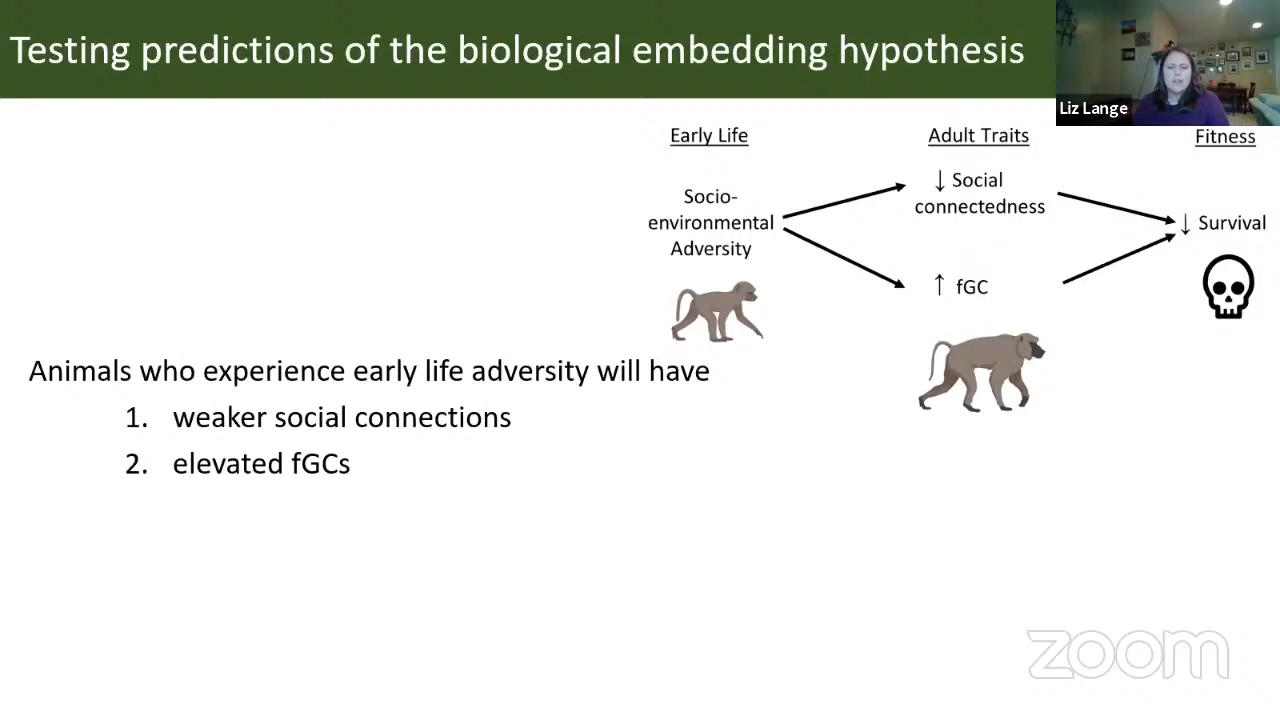 Testing predictions of the biological embedding hypothesis
Liz Lange
Early Life
Adult Traits
Fitness
Socio-
environmental
Adversity
↓ Social
connectedness
↑ fGC
↓ Survival
Animals who experience early life adversity will have
1. weaker social connections
2. elevated fGCs
zoom